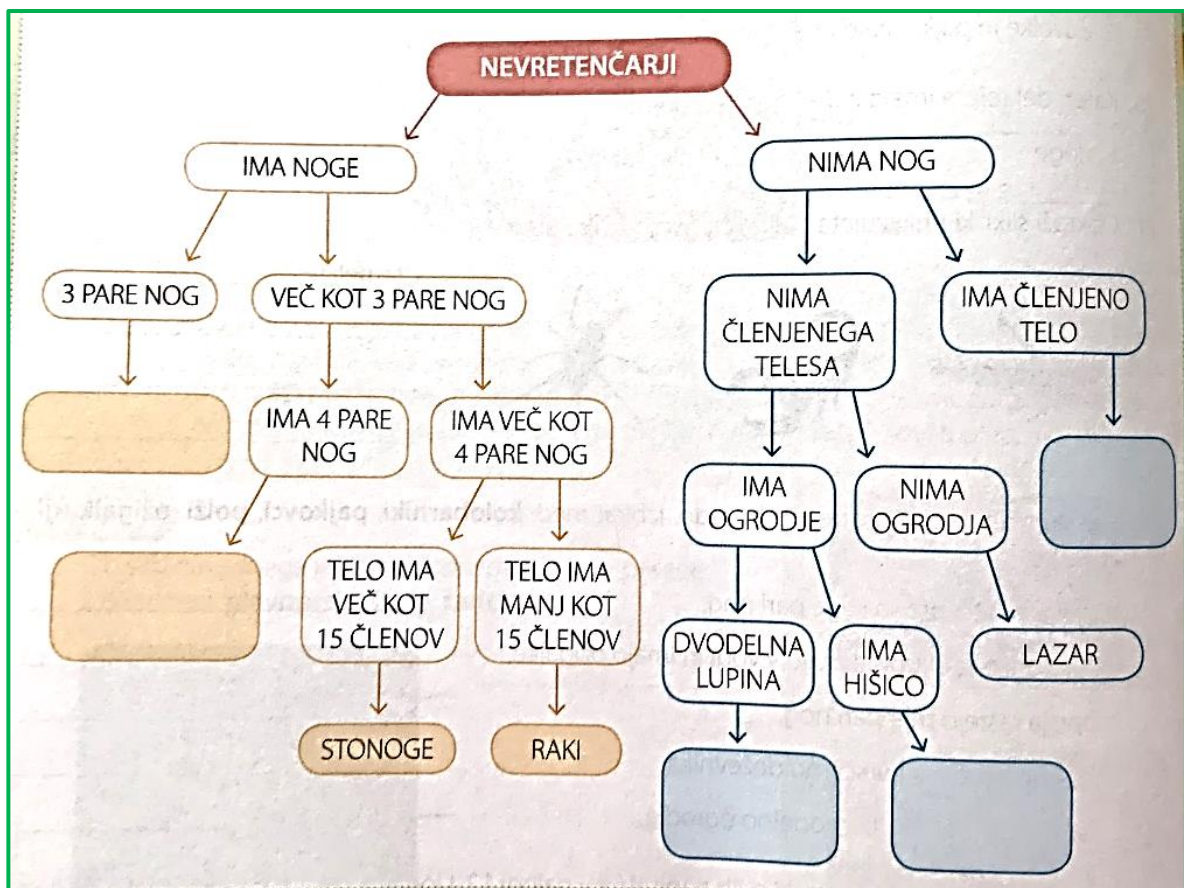 NEVRETENČARJI
IMA NOGE
NIMA NOG
3 PARE NOG
VEČ KOT 3 PARE NOG
NIMA
ČLENJENEGA
TELESA
IMA ČLENJENO
TELO
IMA 4 PARE
NOG
IMA VEČ KOT
4 PARE NOG
IMA
OGRODJE
NIMA
OGRODJA
TELO IMA
VEČ KOT
15 ČLENOV
TELO IMA
MANJ KOT
15 ČLENOV
DVODELNA
LUPINA
IMA
HIŠICO
LAZAR
STONOGE
RAKI